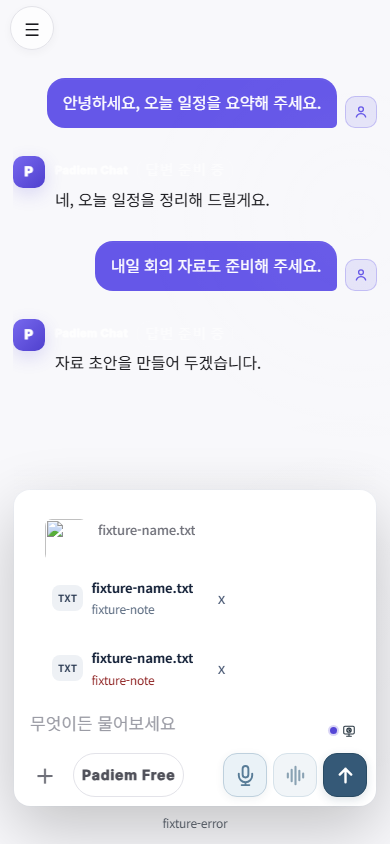 안녕하세요, 오늘 일정을 요약해 주세요.
P
Padiem Chat
네, 오늘 일정을 정리해 드릴게요.
내일 회의 자료도 준비해 주세요.
P
Padiem Chat
자료 초안을 만들어 두겠습니다.
fixture-name.txt
TXT
fixture-name.txt
fixture-note
x
TXT
fixture-name.txt
fixture-note
x
무엇이든 물어보세요
Padiem Free
fixture-error